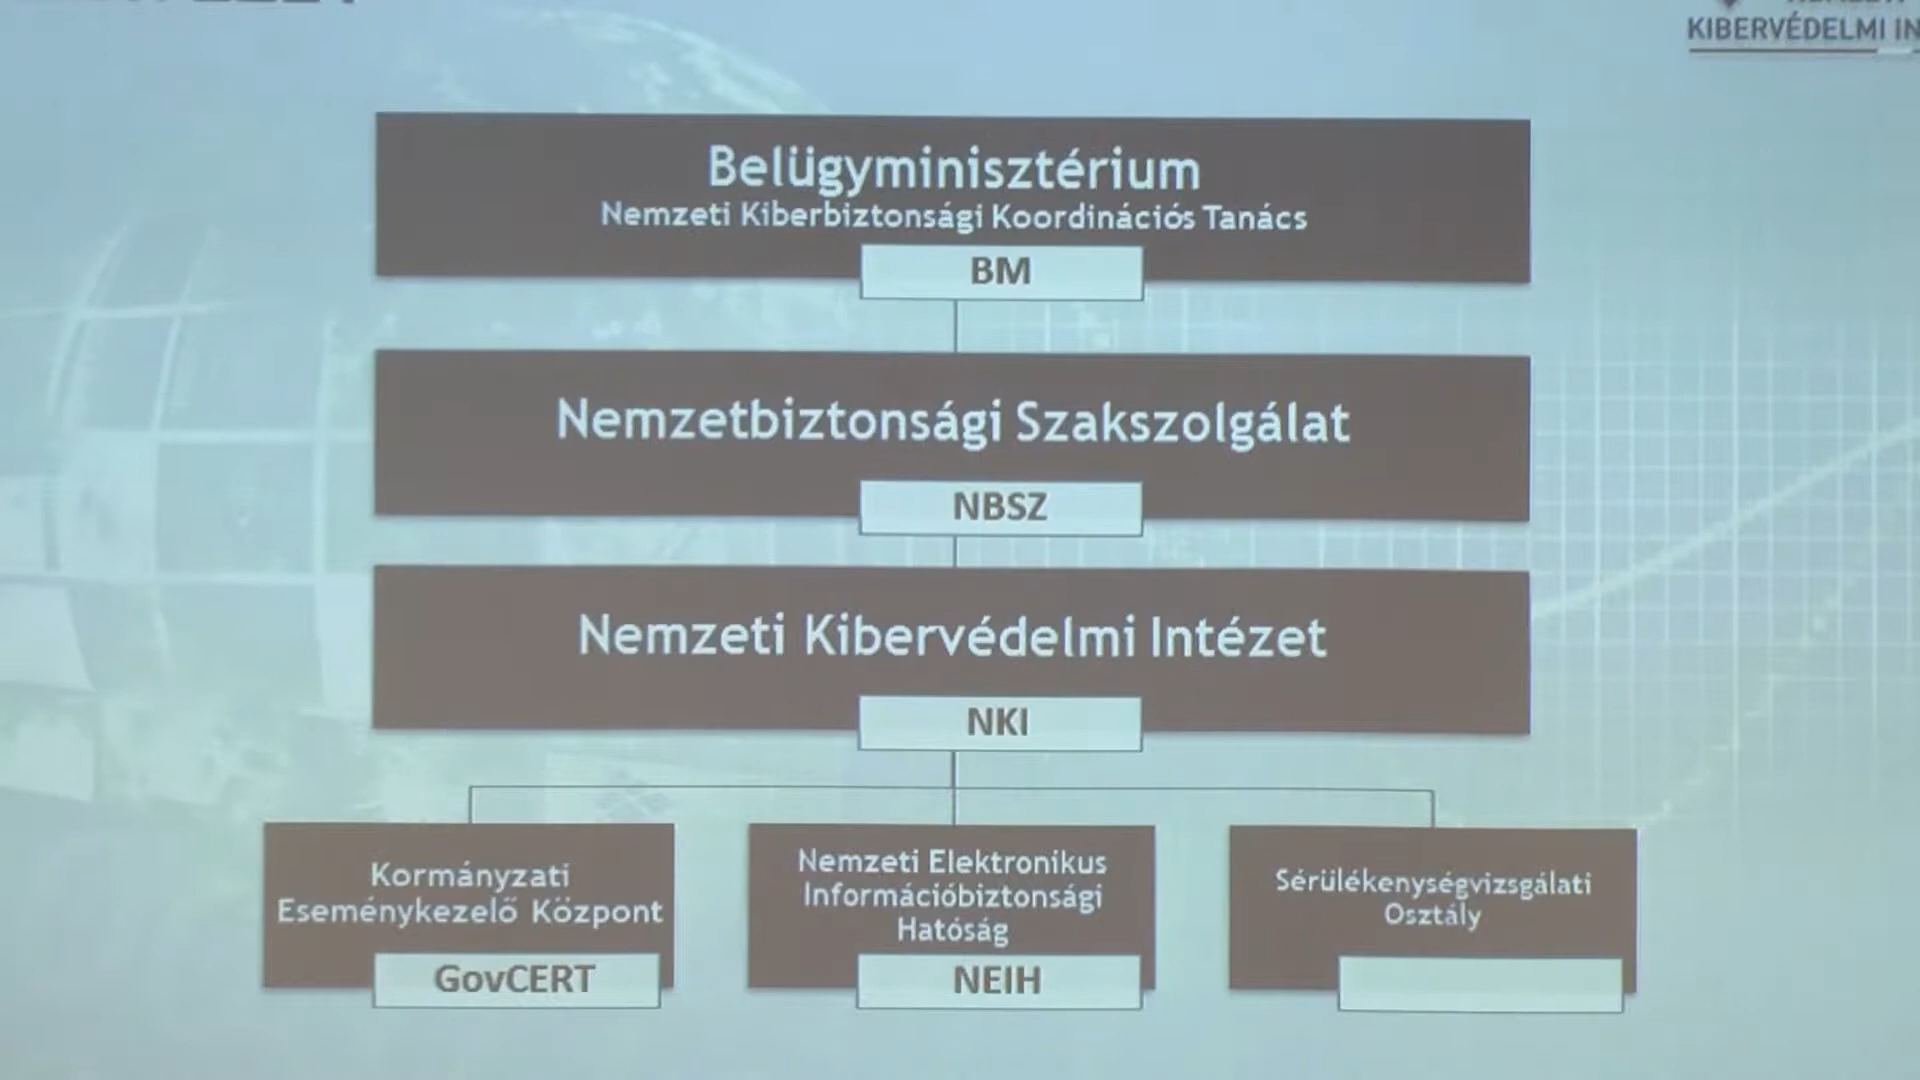 KIBERVÉDELMI IN
Belügyminisztérium
Nemzeti Kiberbiztonsági Koordinációs Tanács
BM
Nemzetbiztonsági Szakszolgálat
NBSZ
Nemzeti Kibervédelmi Intézet
NKI
Kormányzati
Eseménykezelő Központ
GovCERT
Nemzeti Elektronikus
Információbiztonsági
Hatóság
NEIH
Sérülékenységvizsgálati
Osztály